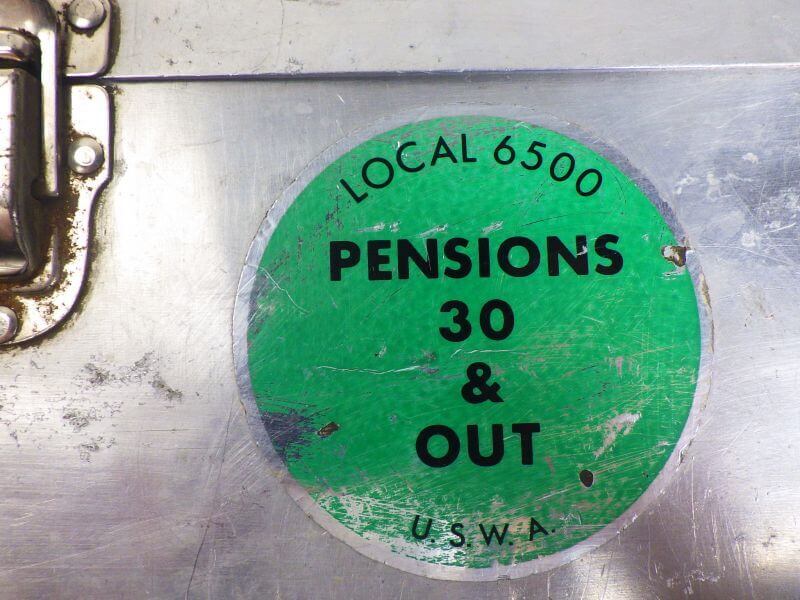 LOCAL 6500
PENSIONS
30
&
OUT
U.S.W.A.